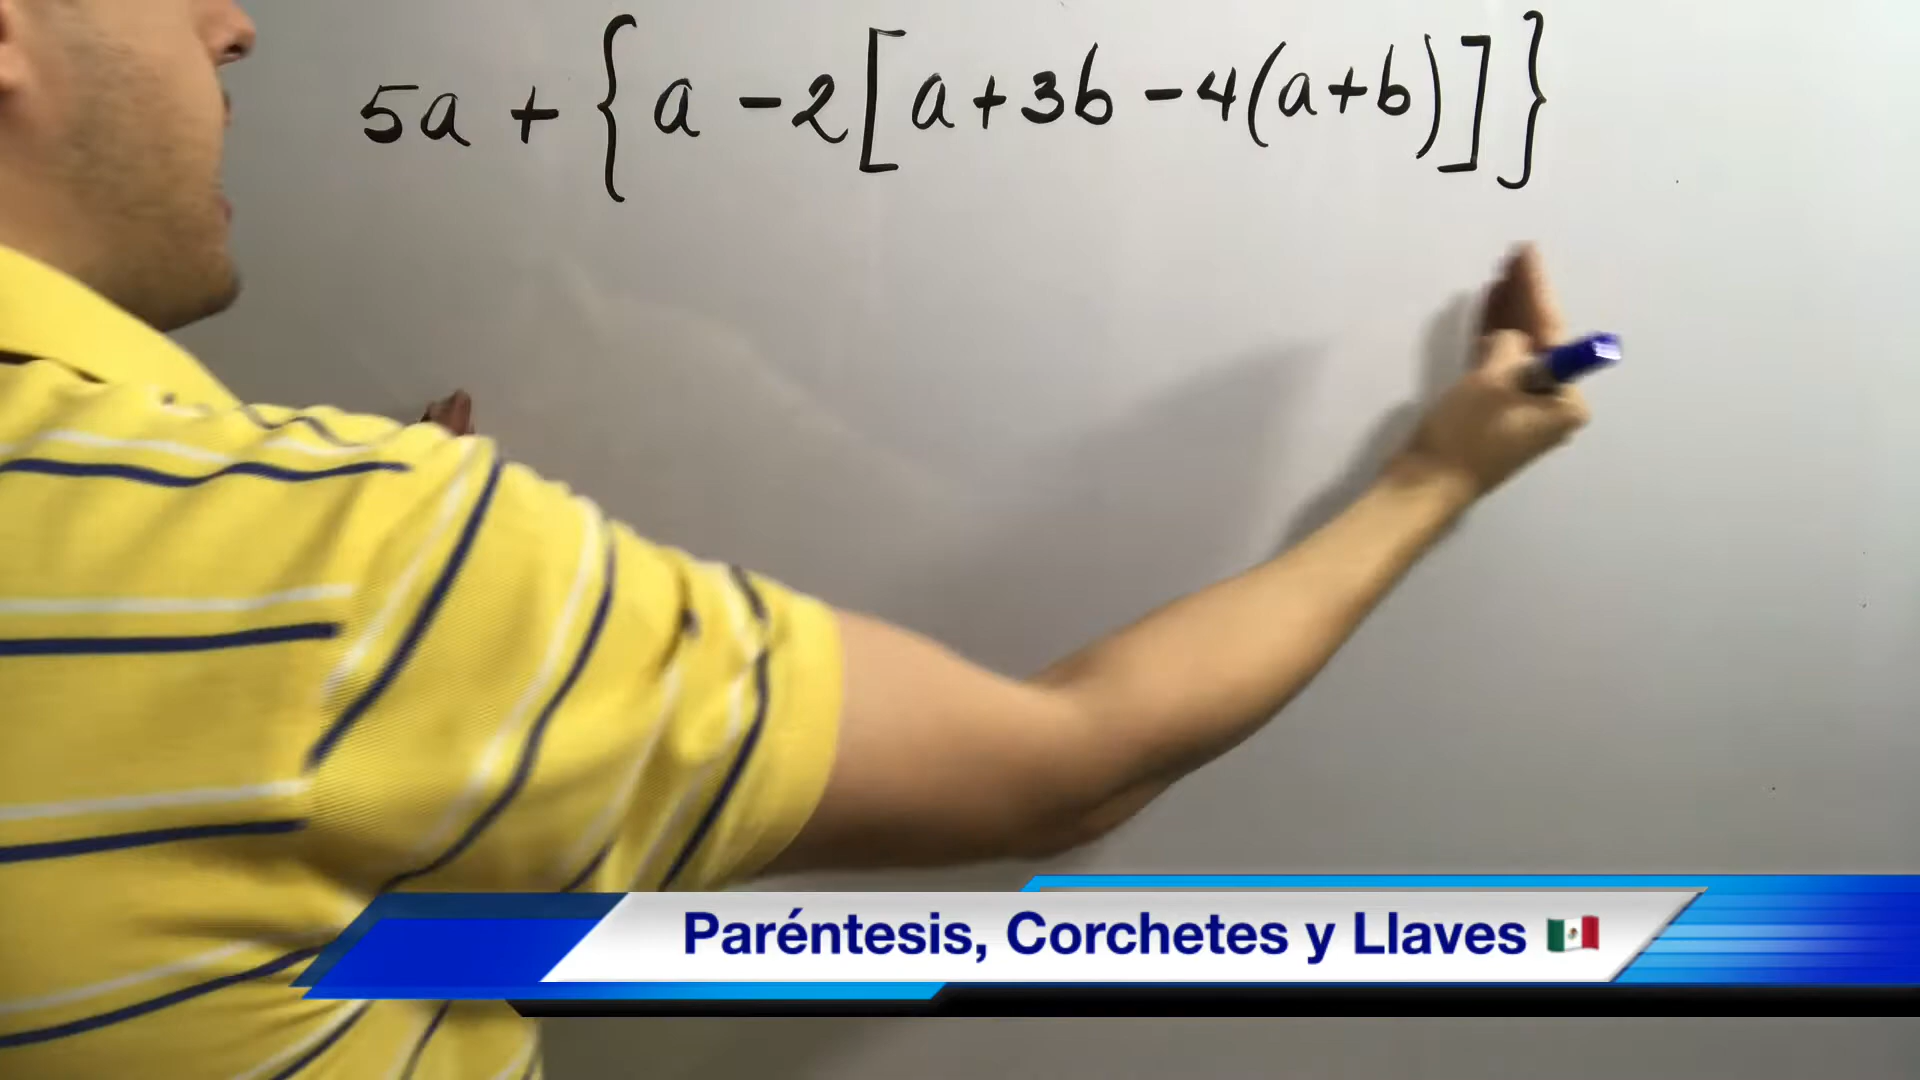 5a + { a - 2 [ a + 3b - 4 (a + b) ] }
Paréntesis, Corchetes y Llaves 🇲🇽